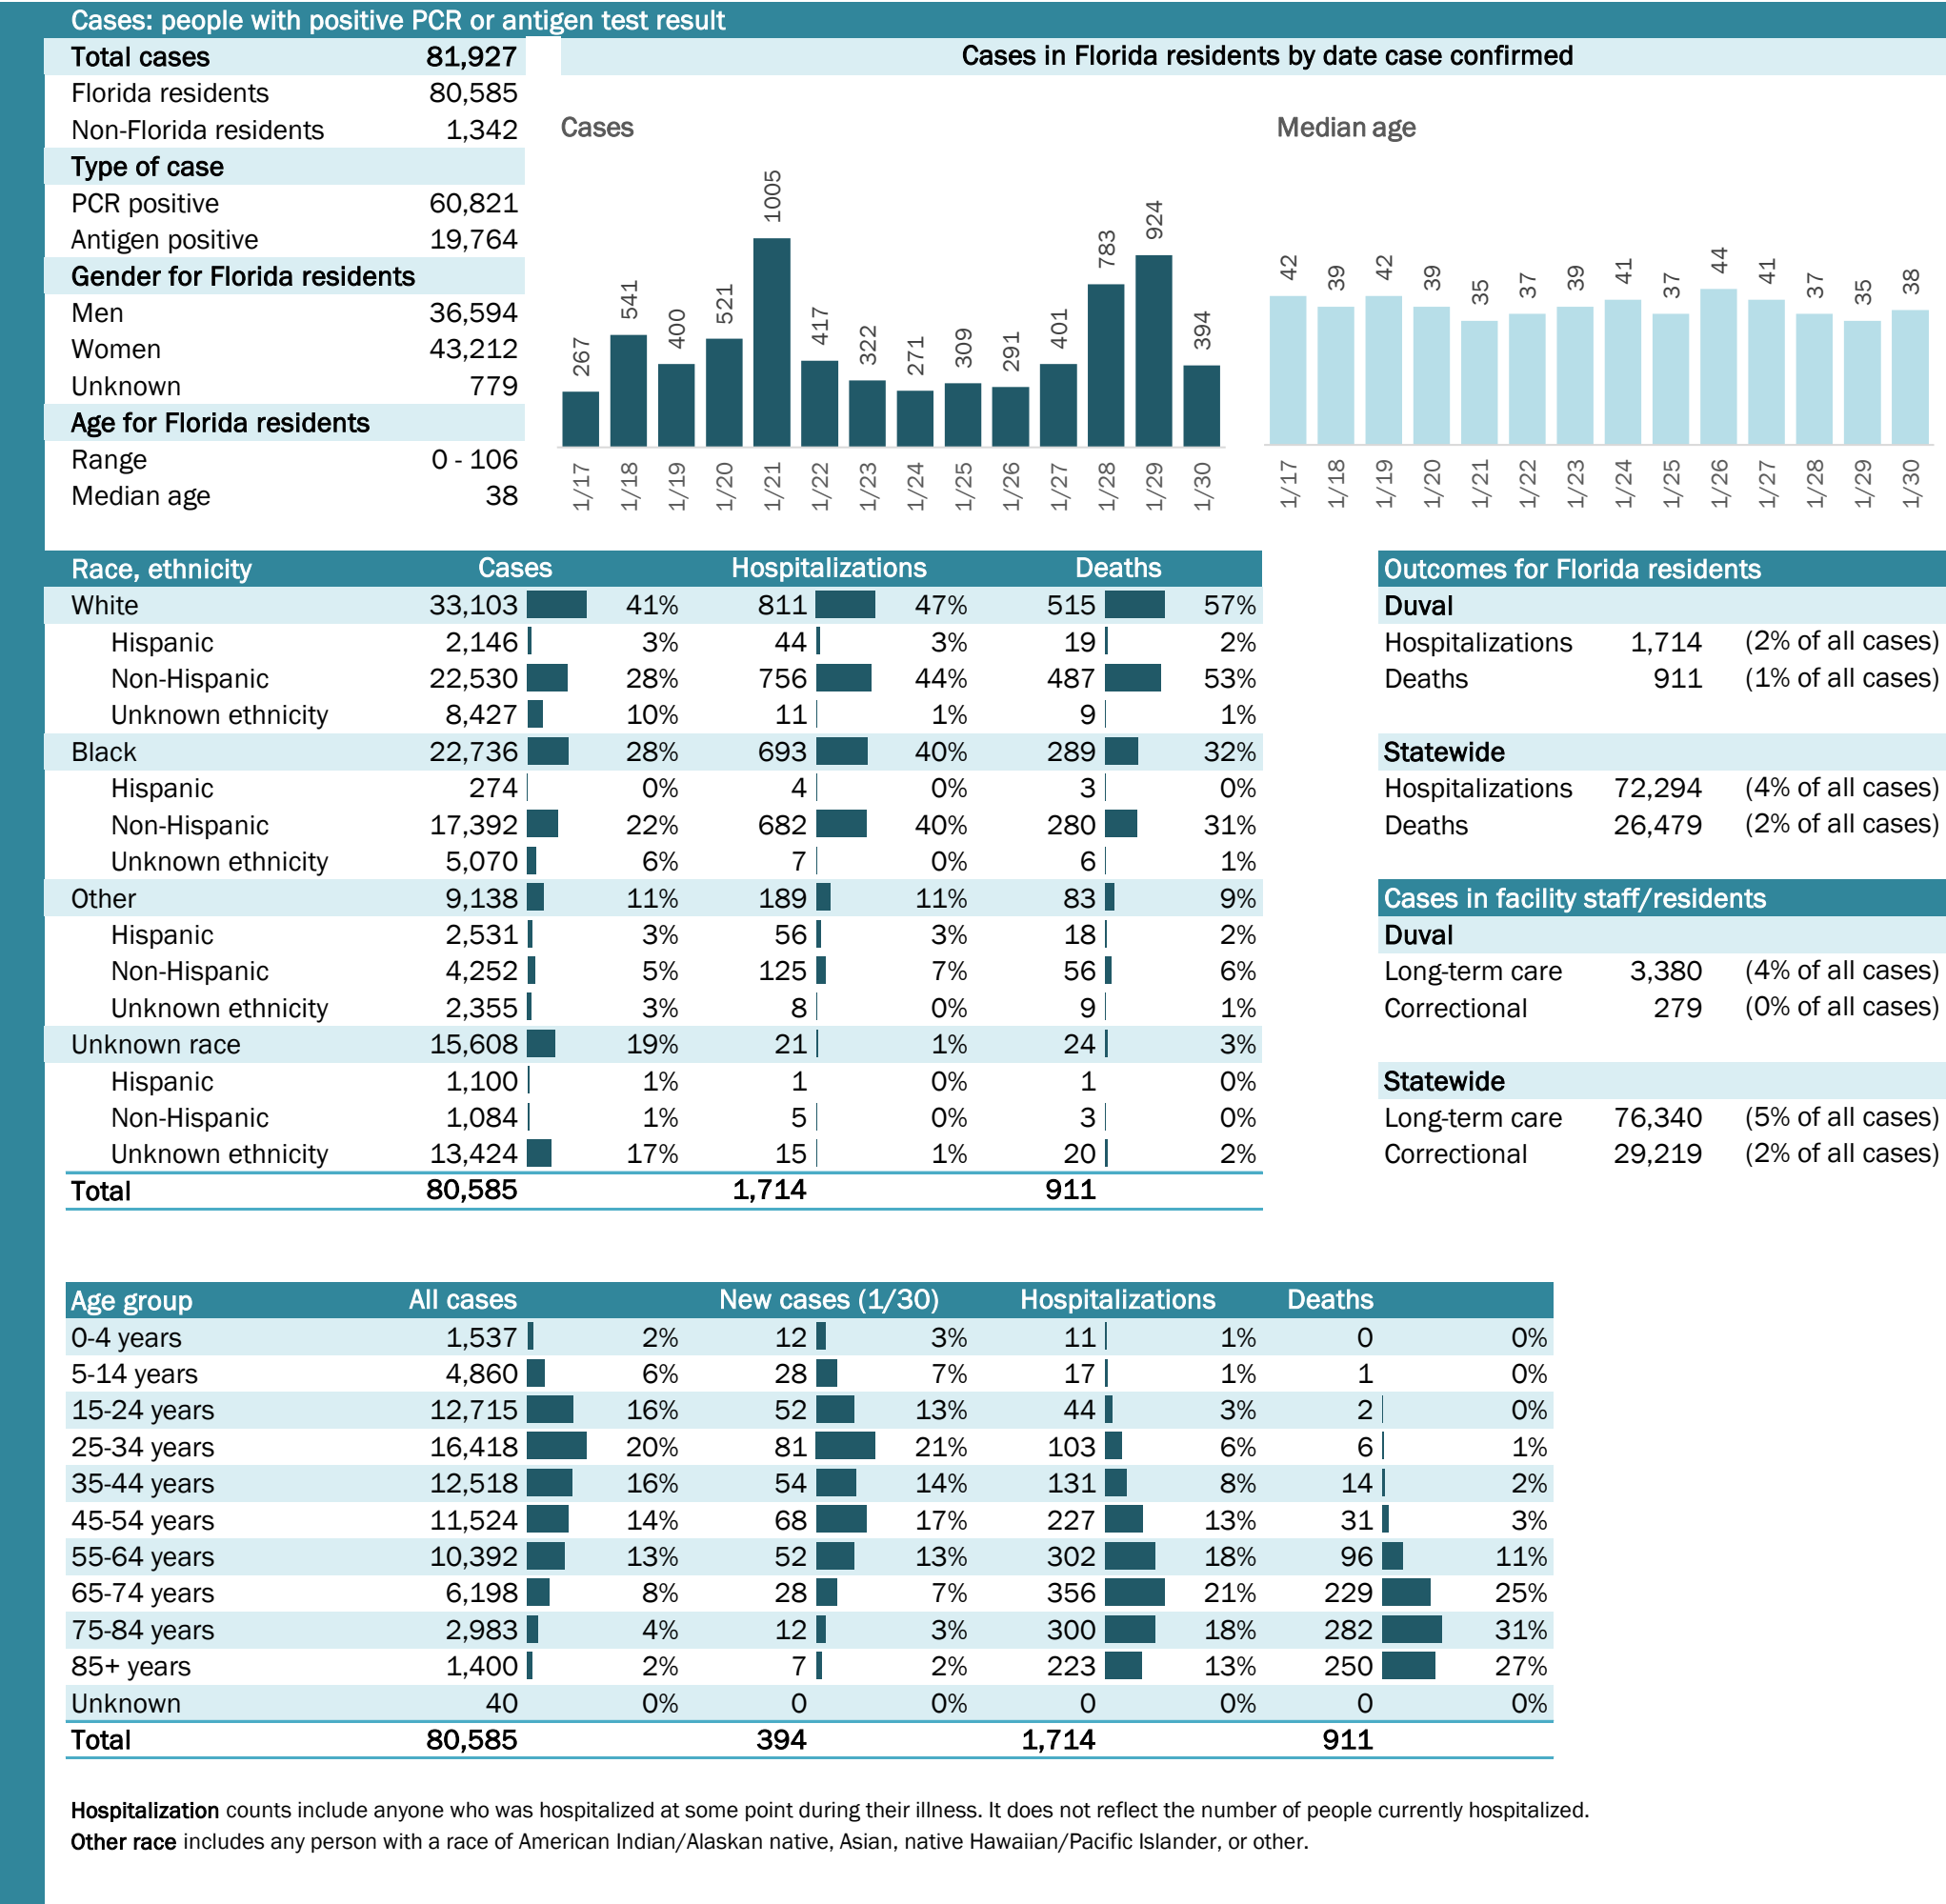 Cases: people with positive PCR or antigen test result
Total cases 81,927
Florida residents 80,585
Non-Florida residents 1,342
Type of case
PCR positive 60,821
Antigen positive 19,764
Gender for Florida residents
Men 36,594
Women 43,212
Unknown 779
Age for Florida residents
Range 0 - 106
Median age 38
Cases in Florida residents by date case confirmed
Cases
267 541 400 521 1005 417 322 271 309 291 401 783 924 394
1/17 1/18 1/19 1/20 1/21 1/22 1/23 1/24 1/25 1/26 1/27 1/28 1/29 1/30
Median age
42 39 42 39 35 37 39 41 37 44 41 37 35 38
1/17 1/18 1/19 1/20 1/21 1/22 1/23 1/24 1/25 1/26 1/27 1/28 1/29 1/30
Race, ethnicity Cases Hospitalizations Deaths
White 33,103 41% 811 47% 515 57%
Hispanic 2,146 3% 44 3% 19 2%
Non-Hispanic 22,530 28% 756 44% 487 53%
Unknown ethnicity 8,427 10% 11 1% 9 1%
Black 22,736 28% 693 40% 289 32%
Hispanic 274 0% 4 0% 3 0%
Non-Hispanic 17,392 22% 682 40% 280 31%
Unknown ethnicity 5,070 6% 7 0% 6 1%
Other 9,138 11% 189 11% 83 9%
Hispanic 2,531 3% 56 3% 18 2%
Non-Hispanic 4,252 5% 125 7% 56 6%
Unknown ethnicity 2,355 3% 8 0% 9 1%
Unknown race 15,608 19% 21 1% 24 3%
Hispanic 1,100 1% 1 0% 1 0%
Non-Hispanic 1,084 1% 5 0% 3 0%
Unknown ethnicity 13,424 17% 15 1% 20 2%
Total 80,585 1,714 911
Outcomes for Florida residents
Duval
Hospitalizations 1,714 (2% of all cases)
Deaths 911 (1% of all cases)
Statewide
Hospitalizations 72,294 (4% of all cases)
Deaths 26,479 (2% of all cases)
Cases in facility staff/residents
Duval
Long-term care 3,380 (4% of all cases)
Correctional 279 (0% of all cases)
Statewide
Long-term care 76,340 (5% of all cases)
Correctional 29,219 (2% of all cases)
Age group All cases New cases (1/30) Hospitalizations Deaths
0-4 years 1,537 2% 12 3% 11 1% 0 0%
5-14 years 4,860 6% 28 7% 17 1% 1 0%
15-24 years 12,715 16% 52 13% 44 3% 2 0%
25-34 years 16,418 20% 81 21% 103 6% 6 1%
35-44 years 12,518 16% 54 14% 131 8% 14 2%
45-54 years 11,524 14% 68 17% 227 13% 31 3%
55-64 years 10,392 13% 52 13% 302 18% 96 11%
65-74 years 6,198 8% 28 7% 356 21% 229 25%
75-84 years 2,983 4% 12 3% 300 18% 282 31%
85+ years 1,400 2% 7 2% 223 13% 250 27%
Unknown 40 0% 0 0% 0 0% 0 0%
Total 80,585 394 1,714 911
Hospitalization counts include anyone who was hospitalized at some point during their illness. It does not reflect the number of people currently hospitalized.
Other race includes any person with a race of American Indian/Alaskan native, Asian, native Hawaiian/Pacific Islander, or other.